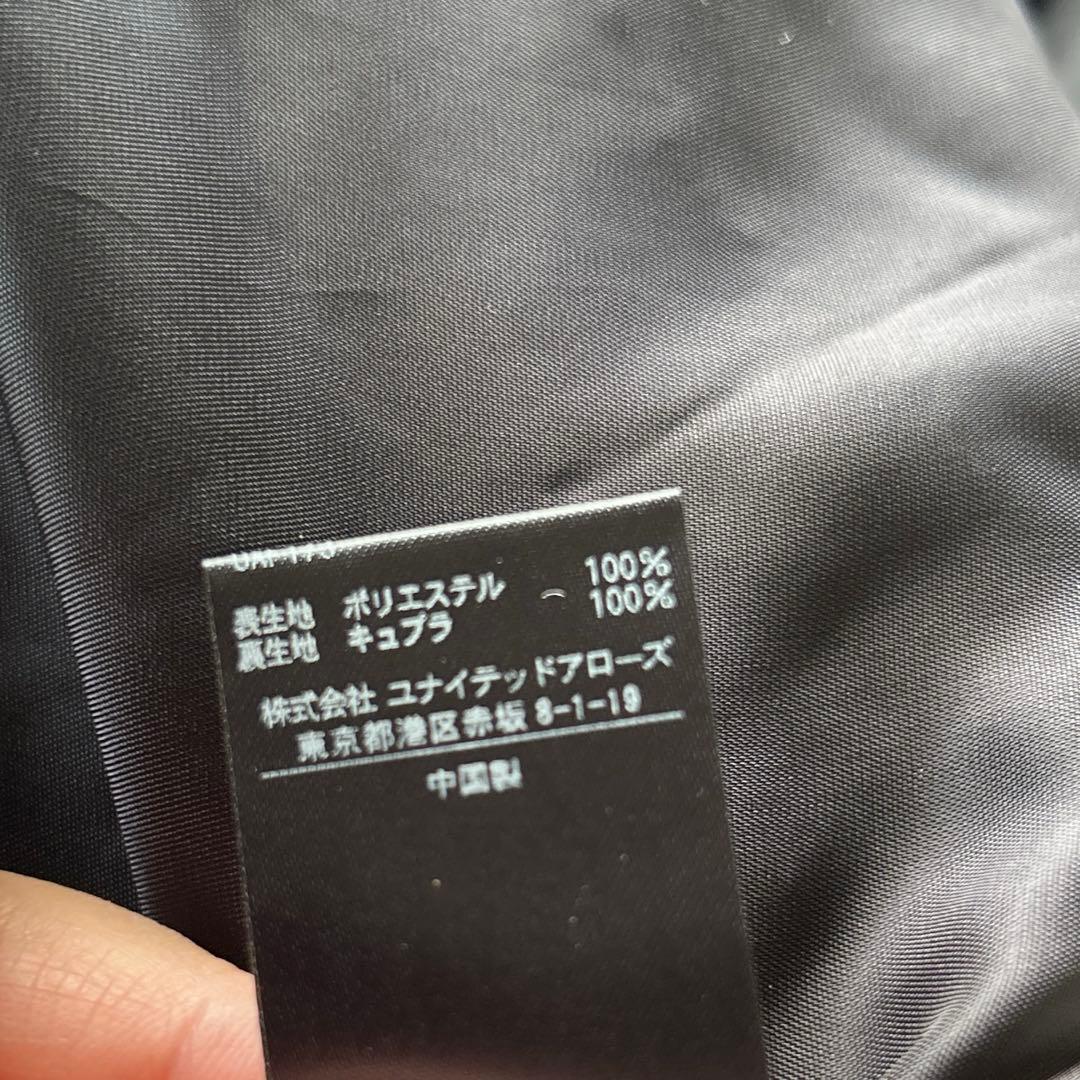 表生地 ポリエステル 100%
裏生地 キュプラ 100%
株式会社 ユナイテッドアローズ
東京都港区赤坂 8-1-19
中国製